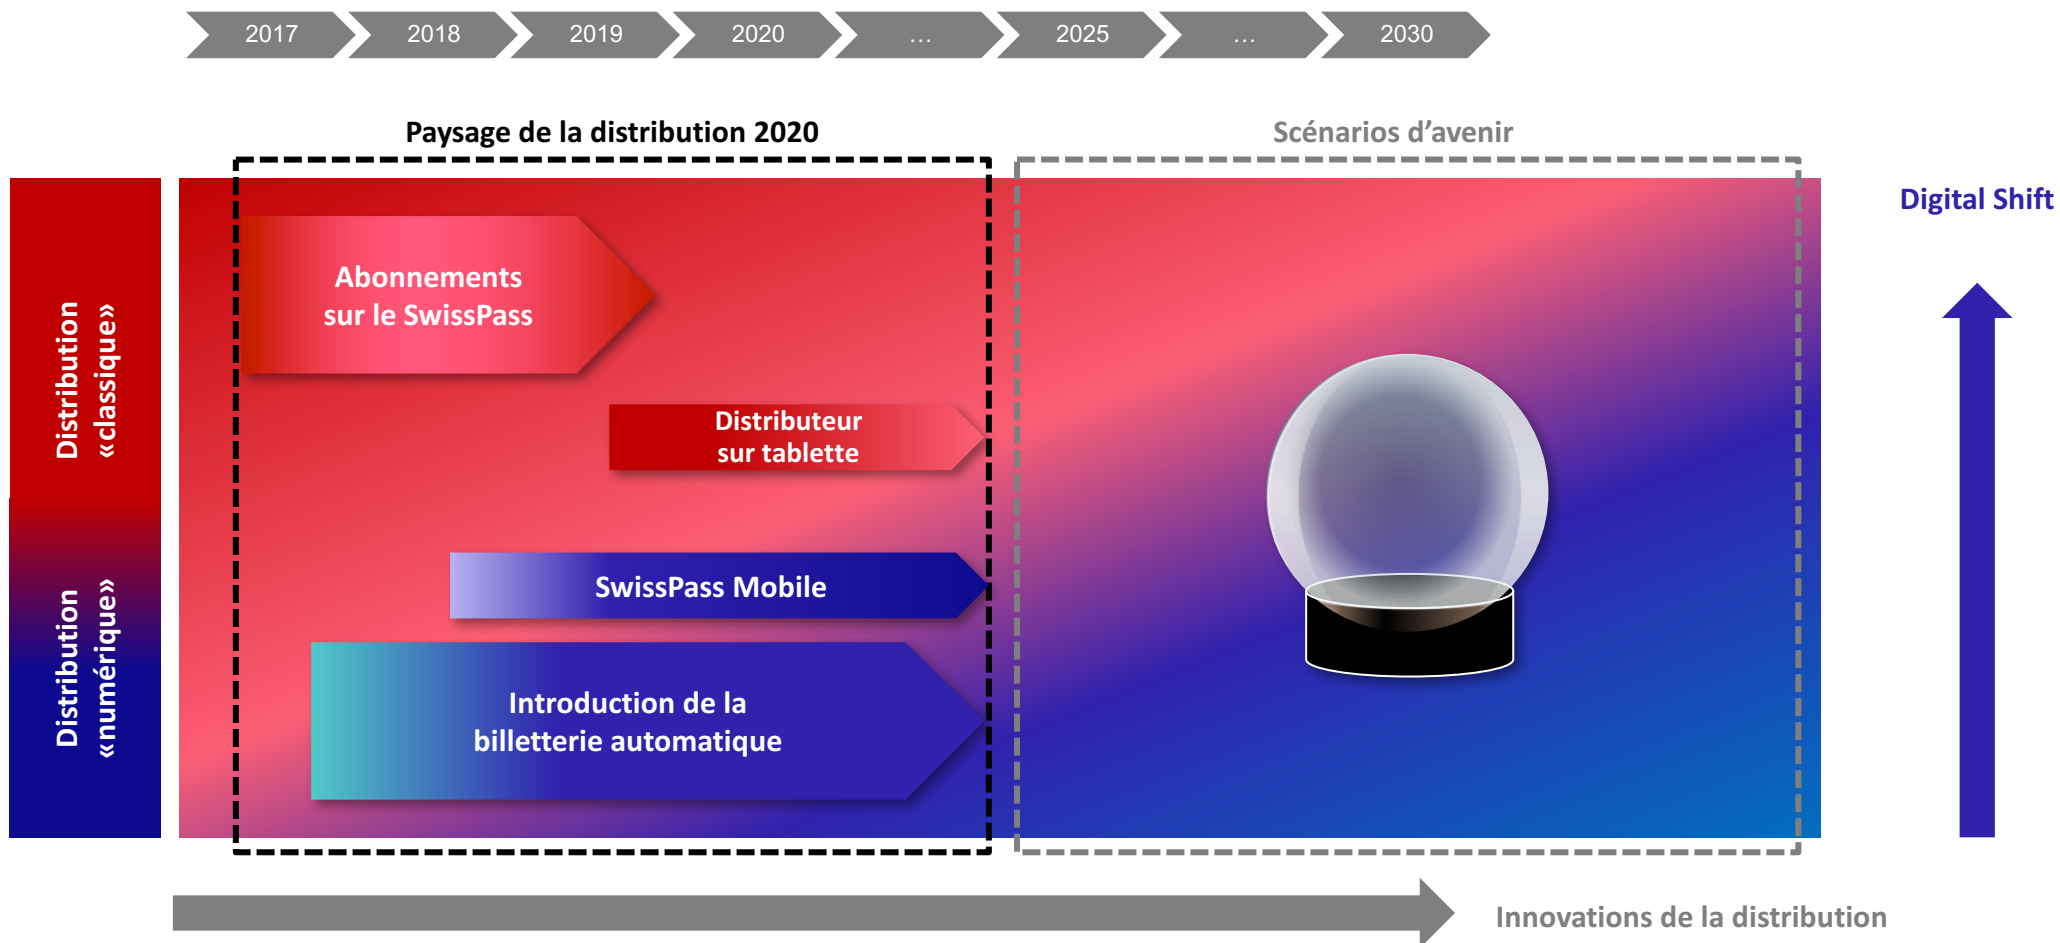 2017 2018 2019 2020 … 2025 … 2030
Paysage de la distribution 2020
Scénarios d’avenir
Digital Shift
Distribution
«classique»
Abonnements
sur le SwissPass
Distributeur
sur tablette
Distribution
«numérique»
SwissPass Mobile
Introduction de la
billetterie automatique
Innovations de la distribution